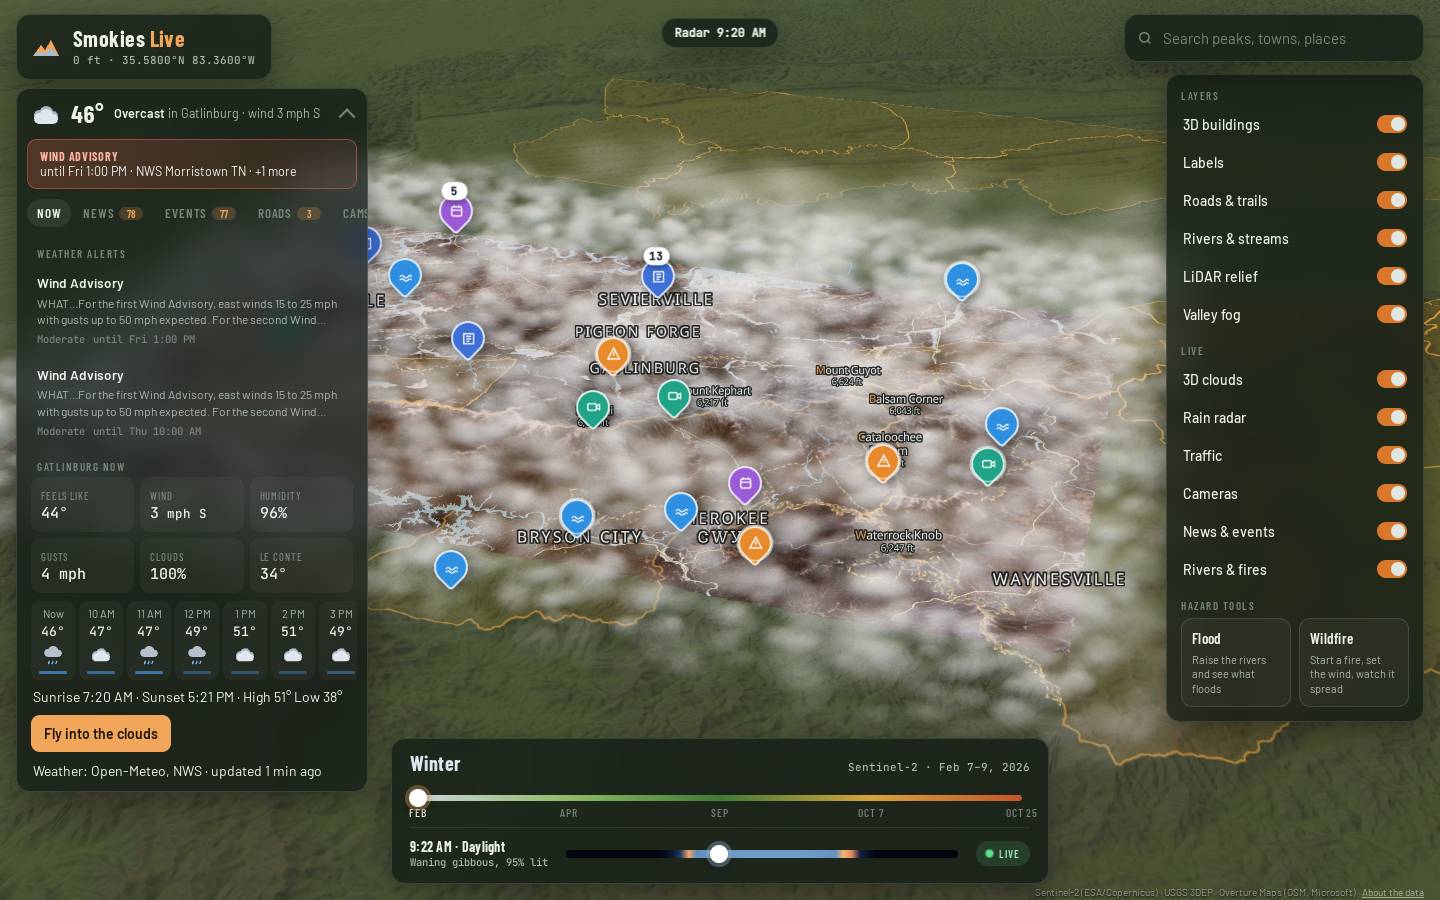 Smokies Live
0 ft · 35.5800°N 83.3600°W
Radar 9:20 AM
Search peaks, towns, places
46° Overcast in Gatlinburg · wind 3 mph S
WIND ADVISORY
until Fri 1:00 PM · NWS Morristown TN · +1 more
NOW NEWS 78 EVENTS 77 ROADS 3
WEATHER ALERTS
Wind Advisory
WHAT...For the first Wind Advisory, east winds 15 to 25 mph
with gusts up to 50 mph expected. For the second Wind...
Moderate until Fri 1:00 PM
Wind Advisory
WHAT...For the first Wind Advisory, east winds 15 to 25 mph
with gusts up to 50 mph expected. For the second Wind...
Moderate until Thu 10:00 AM
GATLINBURG NOW
FEELS LIKE WIND HUMIDITY
44° 3 mph S 96%
GUSTS CLOUDS LE CONTE
4 mph 100% 34°
Now 10 AM 11 AM 12 PM 1 PM 2 PM 3 PM
46° 47° 47° 49° 51° 51° 49°
Sunrise 7:20 AM · Sunset 5:21 PM · High 51° Low 38°
Fly into the clouds
Weather: Open-Meteo, NWS · updated 1 min ago
5
13
SEVIERVILLE
PIGEON FORGE
Mount Guyot
6,624 ft
6,217 ft
Balsam Corner
6,043 ft
Cataloochee
BRYSON CITY
Waterrock Knob
6,247 ft
WAYNESVILLE
LAYERS
3D buildings
Labels
Roads & trails
Rivers & streams
LiDAR relief
Valley fog
LIVE
3D clouds
Rain radar
Traffic
Cameras
News & events
Rivers & fires
HAZARD TOOLS
Flood
Raise the rivers
and see what
floods
Wildfire
Start a fire, set
the wind, watch it
spread
Winter
Sentinel-2 · Feb 7–9, 2026
FEB APR SEP OCT 7 OCT 25
9:22 AM · Daylight
Waning gibbous, 95% lit
LIVE
Sentinel-2 (ESA/Copernicus) · USGS 3DEP · Overture Maps (OSM, Microsoft) · About the data